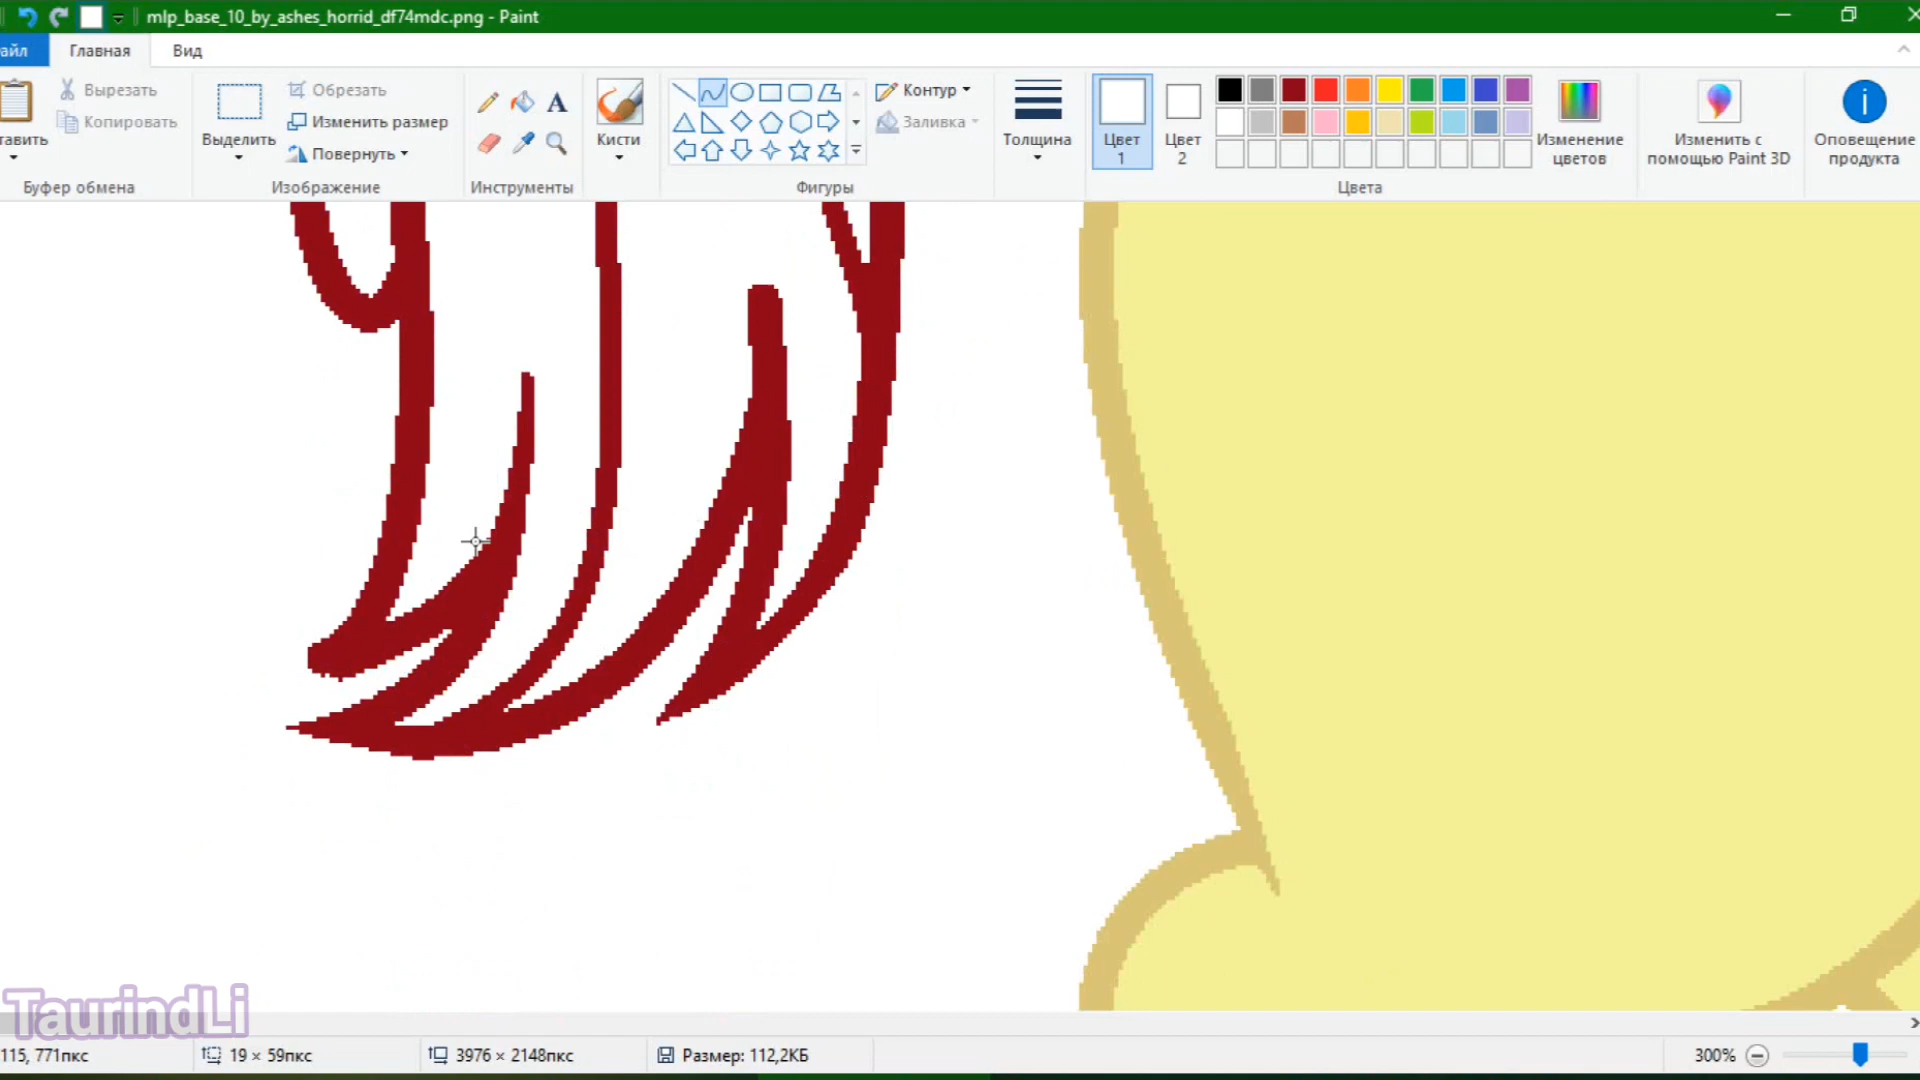 mlp_base_10_by_ashes_horrid_df74mdc.png - Paint
айл
Главная
Вид
тавить
Вырезать
Копировать
Буфер обмена
Выделить
Обрезать
Изменить размер
Повернуть
Изображение
A
Инструменты
Кисти
Контур
Заливка
Фигуры
Толщина
Цвет
1
Цвет
2
Изменение
цветов
Цвета
Изменить с
помощью Paint 3D
Оповещение
продукта
TaurindLi
115, 771пкс
19 × 59пкс
3976 × 2148пкс
Размер: 112,2КБ
300%